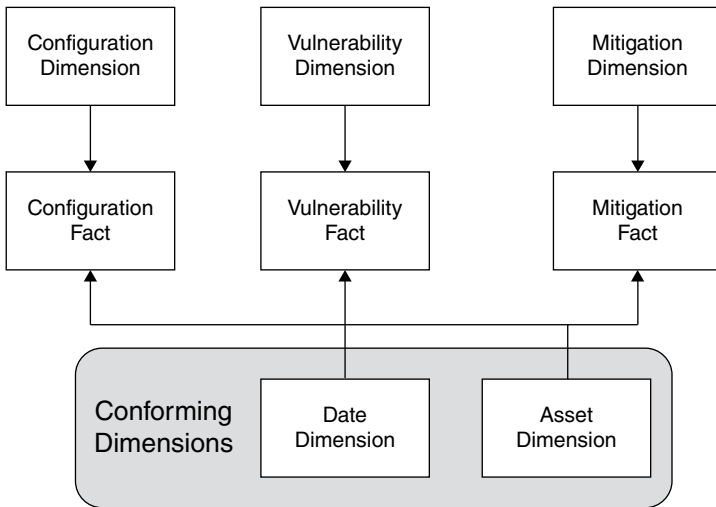 Configuration
Dimension
Vulnerability
Dimension
Mitigation
Dimension
Configuration
Fact
Vulnerability
Fact
Mitigation
Fact
Conforming
Dimensions
Date
Dimension
Asset
Dimension